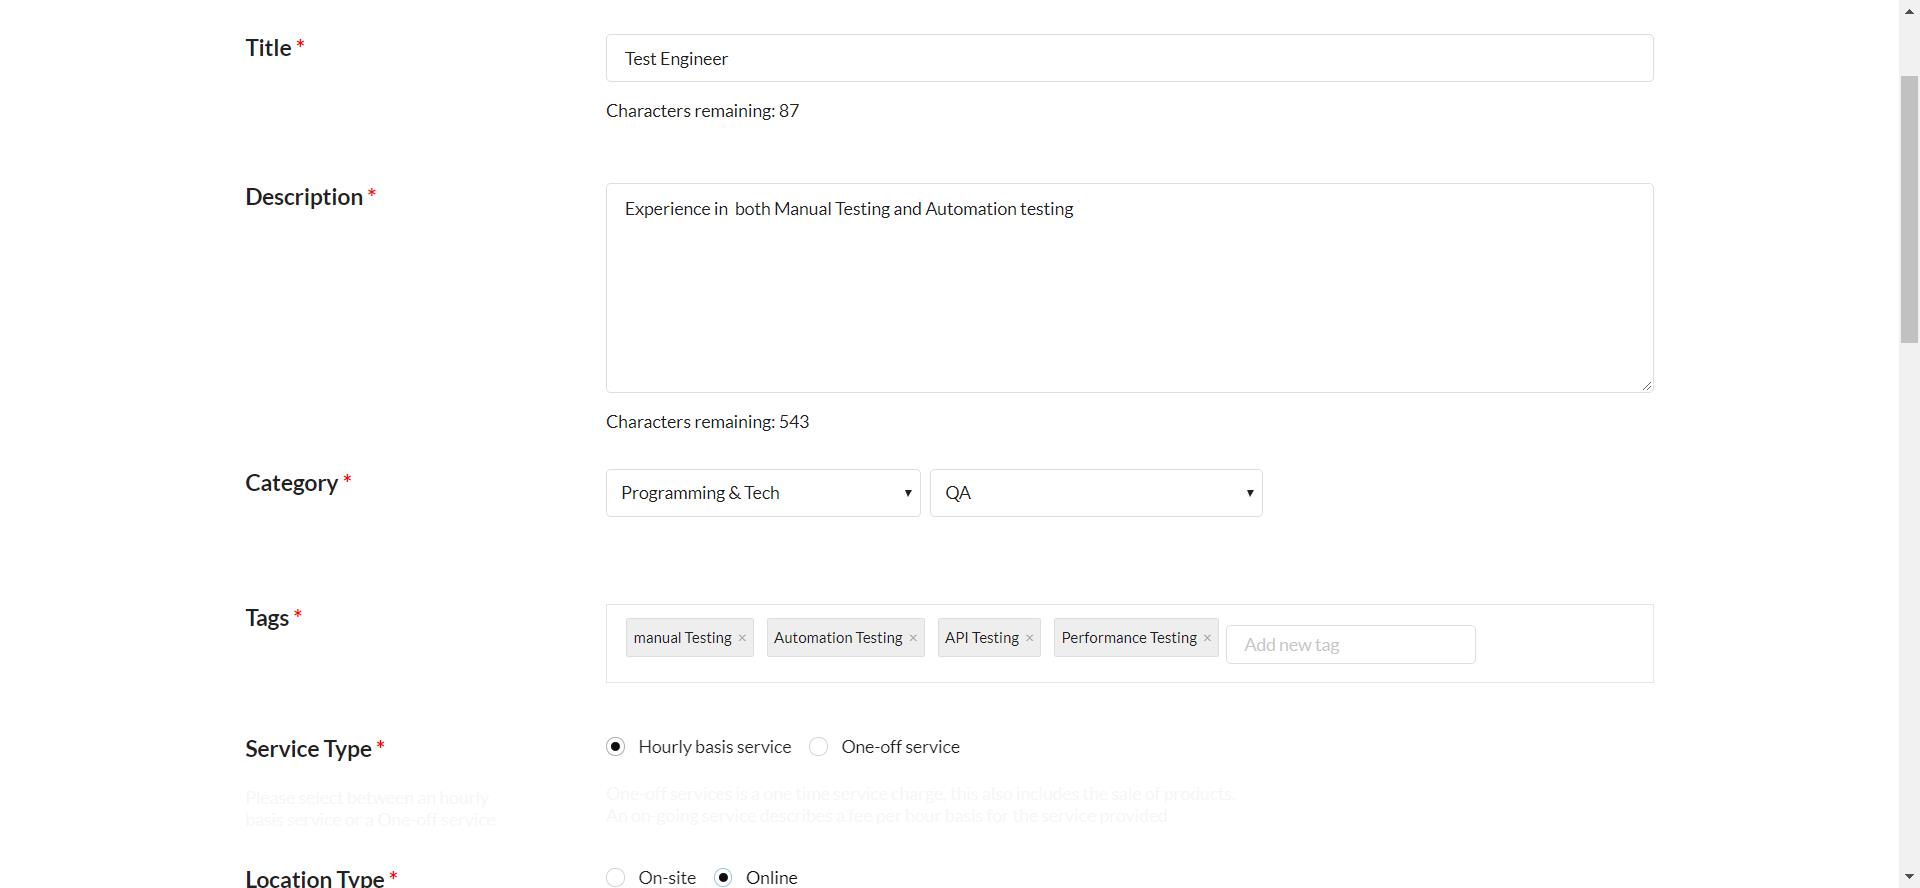 Title *
Test Engineer
Characters remaining: 87
Description *
Experience in  both Manual Testing and Automation testing
Characters remaining: 543
Category *
Programming & Tech
QA
Tags *
manual Testing ×
Automation Testing ×
API Testing ×
Performance Testing ×
Add new tag
Service Type *
Hourly basis service
One-off service
Please select between an hourly
basis service or a One-off service
One-off services is a one time service charge, this also includes the sale of products.
An on-going service describes a fee per hour basis for the service provided
Location Type *
On-site
Online